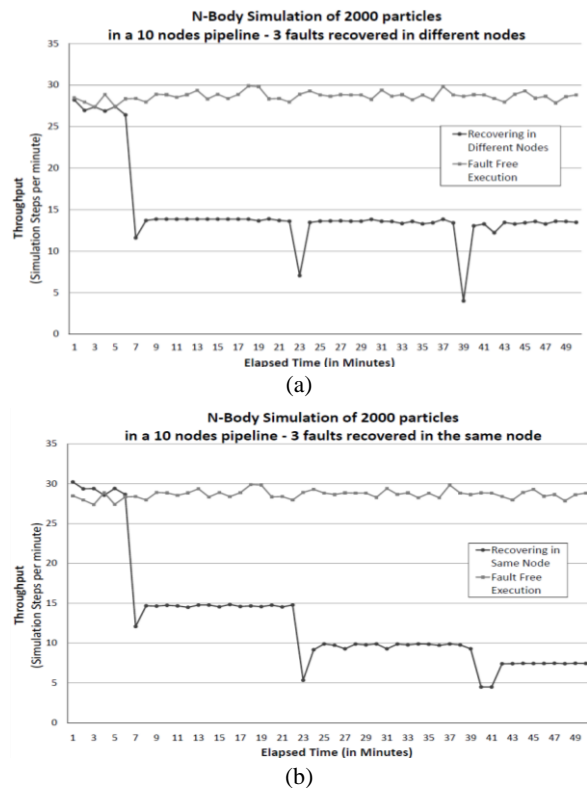 N-Body Simulation of 2000 particles
in a 10 nodes pipeline - 3 faults recovered in different nodes
35
30
25
20
15
10
5
0
Throughput
(Simulation Steps per minute)
Recovering in
Different Nodes
Fault Free
Execution
1 3 5 7 9 11 13 15 17 19 21 23 25 27 29 31 33 35 37 39 41 43 45 47 49
Elapsed Time (in Minutes)
(a)
N-Body Simulation of 2000 particles
in a 10 nodes pipeline - 3 faults recovered in the same node
35
30
25
20
15
10
5
0
Throughput
(Simulation Steps per minute)
Recovering in
Same Node
Fault Free
Execution
1 3 5 7 9 11 13 15 17 19 21 23 25 27 29 31 33 35 37 39 41 43 45 47 49
Elapsed Time (in Minutes)
(b)